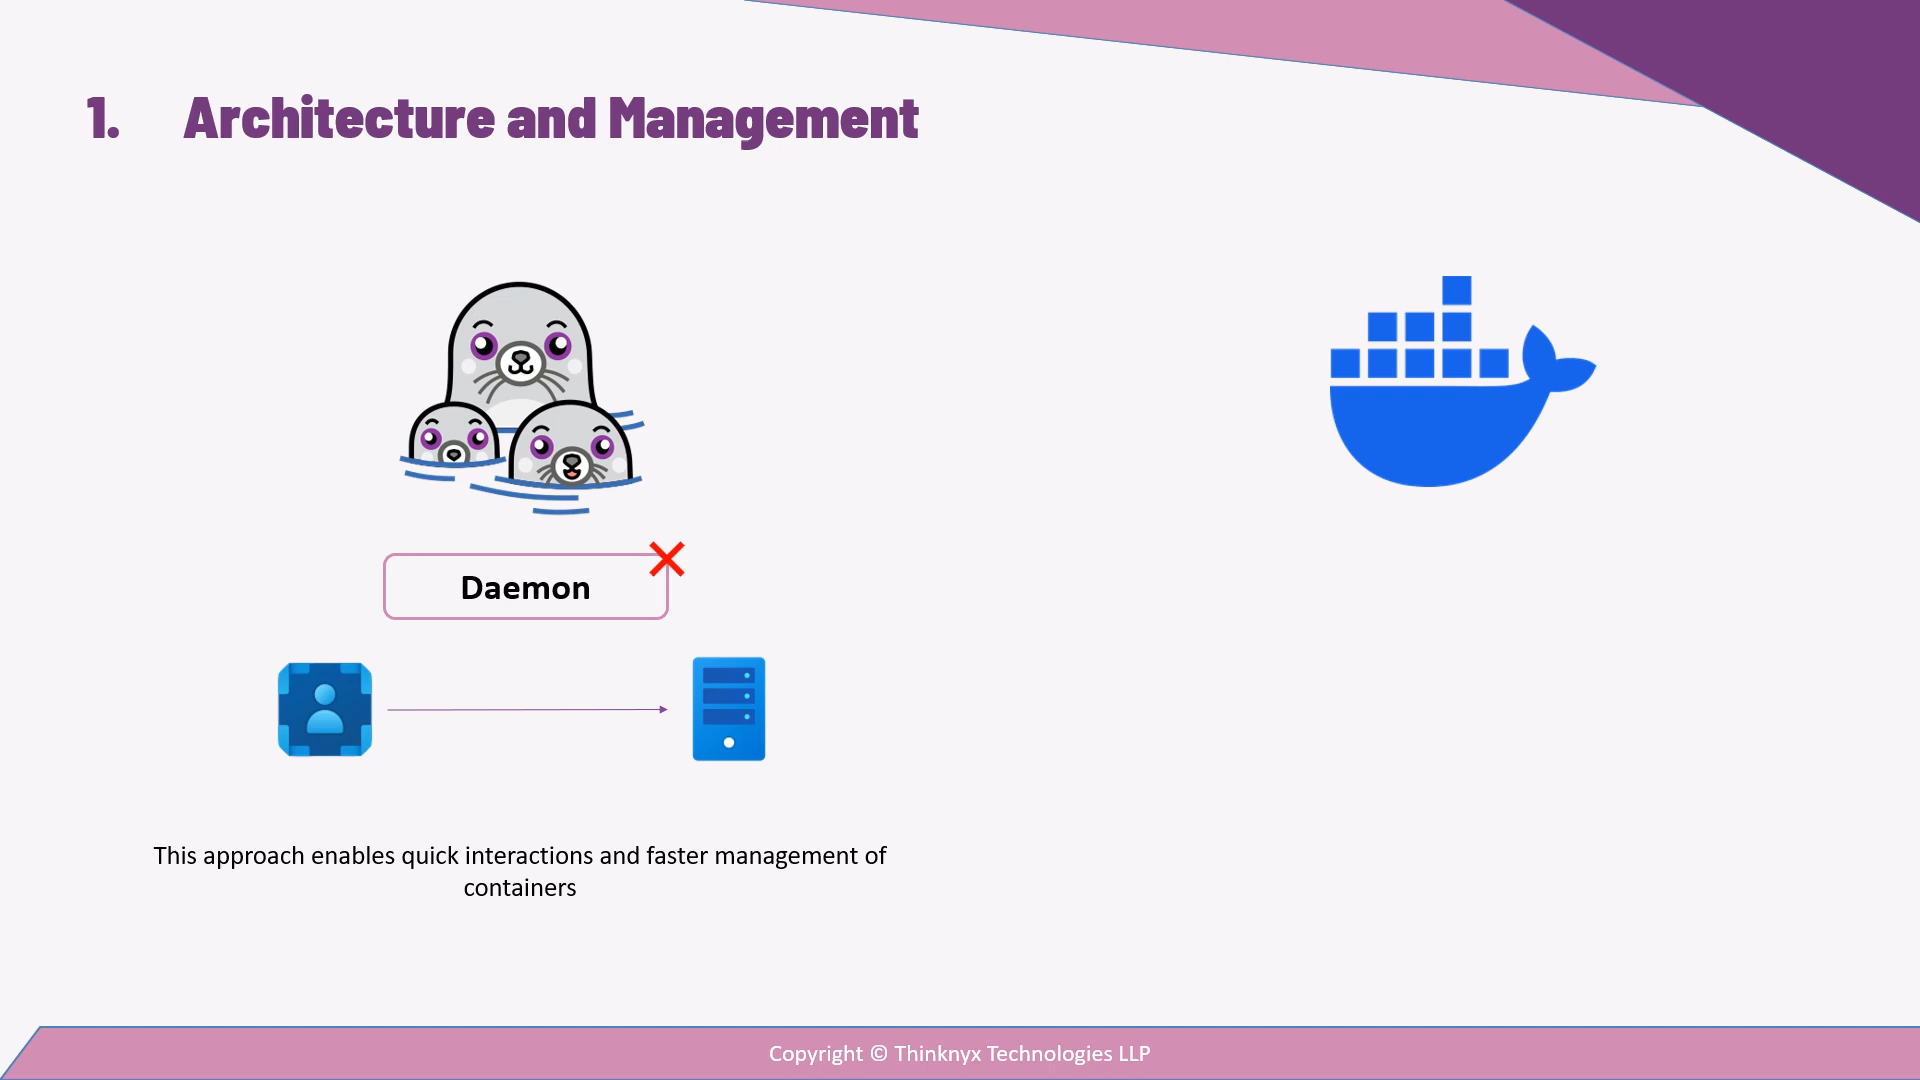 1. Architecture and Management
Daemon
This approach enables quick interactions and faster management of
containers
Copyright © Thinknyx Technologies LLP